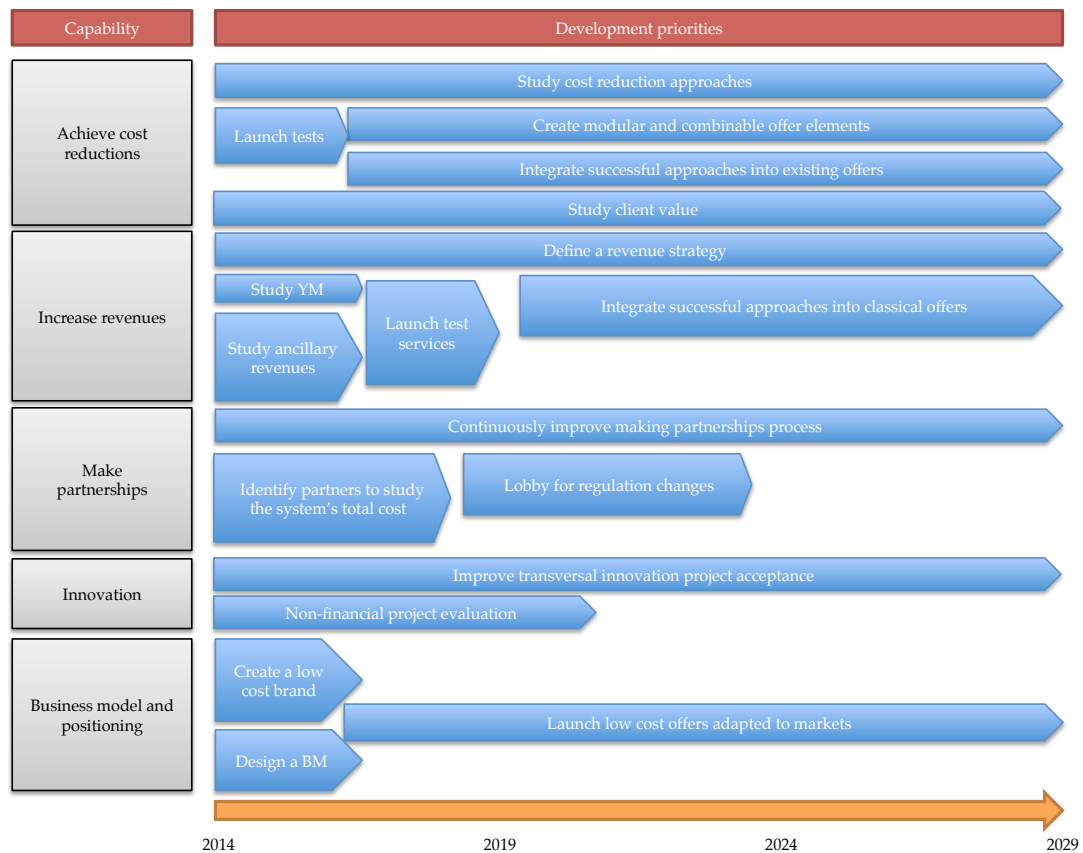 Capability
Development priorities
Achieve cost
reductions
Study cost reduction approaches
Launch tests
Create modular and combinable offer elements
Integrate successful approaches into existing offers
Study client value
Increase revenues
Define a revenue strategy
Study YM
Study ancillary
revenues
Launch test
services
Integrate successful approaches into classical offers
Make
partnerships
Continuously improve making partnerships process
Identify partners to study
the system's total cost
Lobby for regulation changes
Innovation
Improve transversal innovation project acceptance
Non-financial project evaluation
Business model and
positioning
Create a low
cost brand
Launch low cost offers adapted to markets
Design a BM
2014
2019
2024
2029